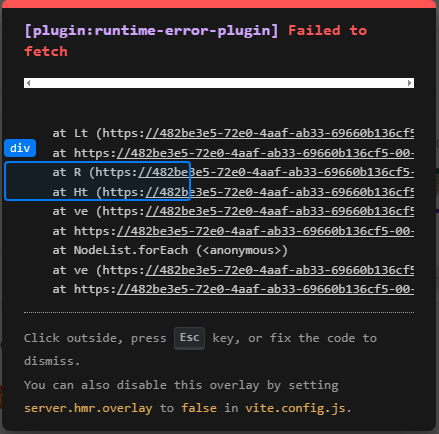 [plugin:runtime-error-plugin] Failed to
fetch
at Lt (https://482be3e5-72e0-4aaf-ab33-69660b136cf5
at https://482be3e5-72e0-4aaf-ab33-69660b136cf5-00-
div
at R (https://482be3e5-72e0-4aaf-ab33-69660b136cf5-
at Ht (https://482be3e5-72e0-4aaf-ab33-69660b136cf5
at ve (https://482be3e5-72e0-4aaf-ab33-69660b136cf5
at https://482be3e5-72e0-4aaf-ab33-69660b136cf5-00-
at NodeList.forEach (<anonymous>)
at ve (https://482be3e5-72e0-4aaf-ab33-69660b136cf5
at https://482be3e5-72e0-4aaf-ab33-69660b136cf5-00-
Click outside, press Esc key, or fix the code to
dismiss.
You can also disable this overlay by setting
server.hmr.overlay to false in vite.config.js.